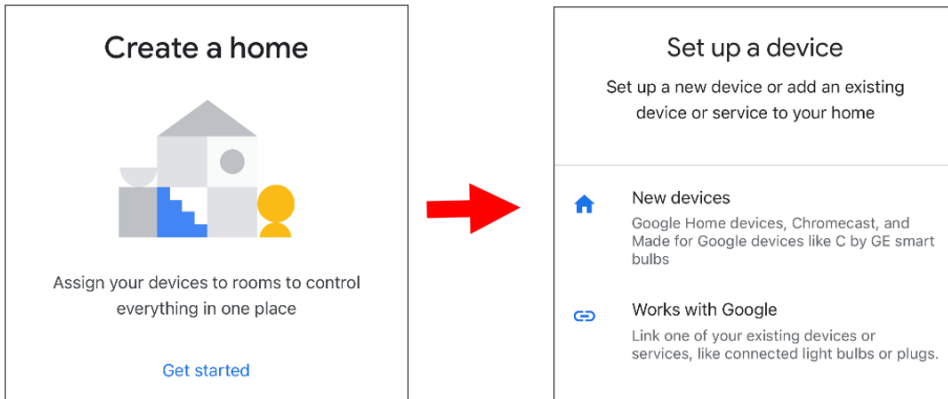 Create a home
Assign your devices to rooms to control
everything in one place
Get started
Set up a device
Set up a new device or add an existing
device or service to your home
New devices
Google Home devices, Chromecast, and
Made for Google devices like C by GE smart
bulbs
Works with Google
Link one of your existing devices or
services, like connected light bulbs or plugs.